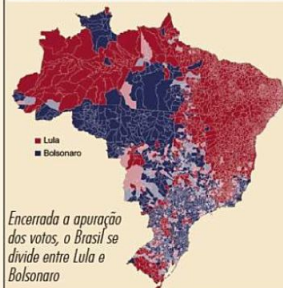 Lula
Bolsonaro
Encerrada a apuração
dos votos, o Brasil se
divide entre Lula e
Bolsonaro